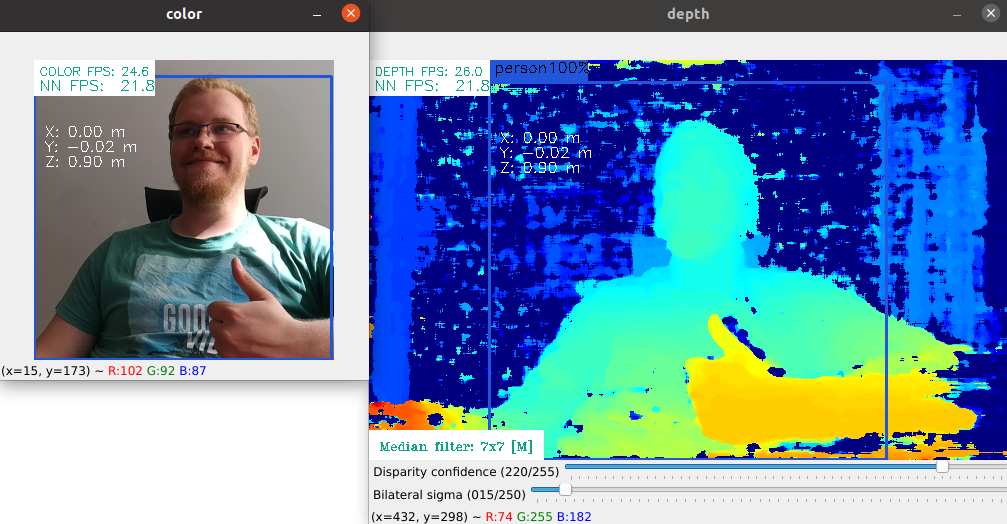 color
COLOR FPS: 24.6
NN FPS: 21.8
X: 0.00 m
Y: -0.02 m
Z: 0.90 m
GOO
(x=15, y=173) ~ R:102 G:92 B:87
depth
DEPTH FPS: 26.0
NN FPS: 21.8
person100%
X: 0.00 m
Y: -0.02 m
Z: 0.90 m
Median filter: 7x7 [M]
Disparity confidence (220/255)
Bilateral sigma (015/250)
(x=432, y=298) ~ R:74 G:255 B:182